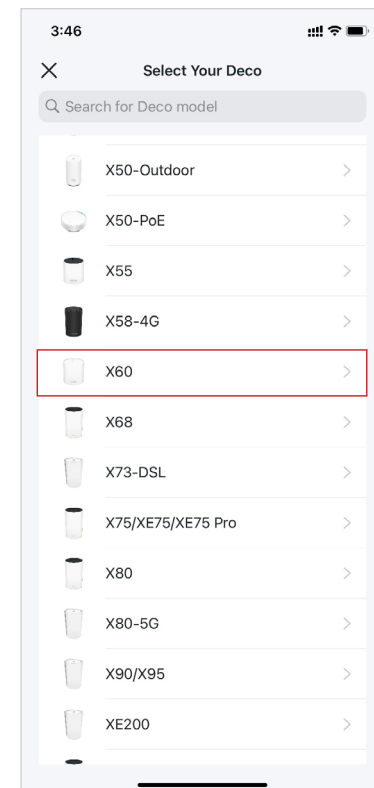 3:46
Select Your Deco
Search for Deco model
X50-Outdoor
X50-PoE
X55
X58-4G
X60
X68
X73-DSL
X75/XE75/XE75 Pro
X80
X80-5G
X90/X95
XE200